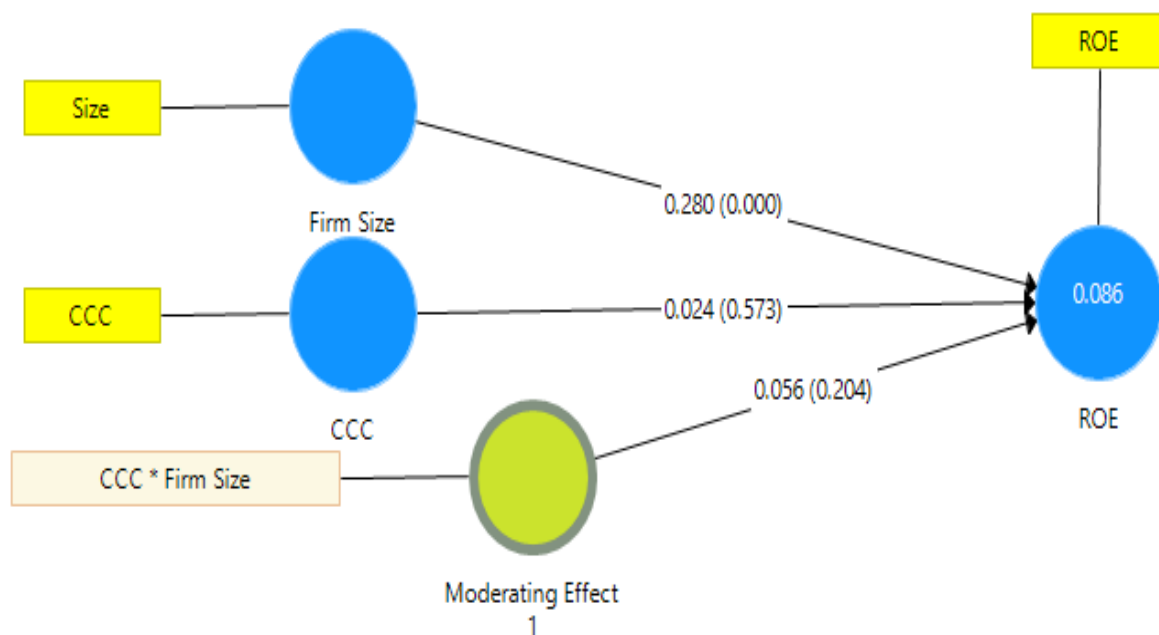 ROE
Size
Firm Size
0.280 (0.000)
0.086
CCC
0.024 (0.573)
CCC
0.056 (0.204)
ROE
CCC * Firm Size
Moderating Effect
1